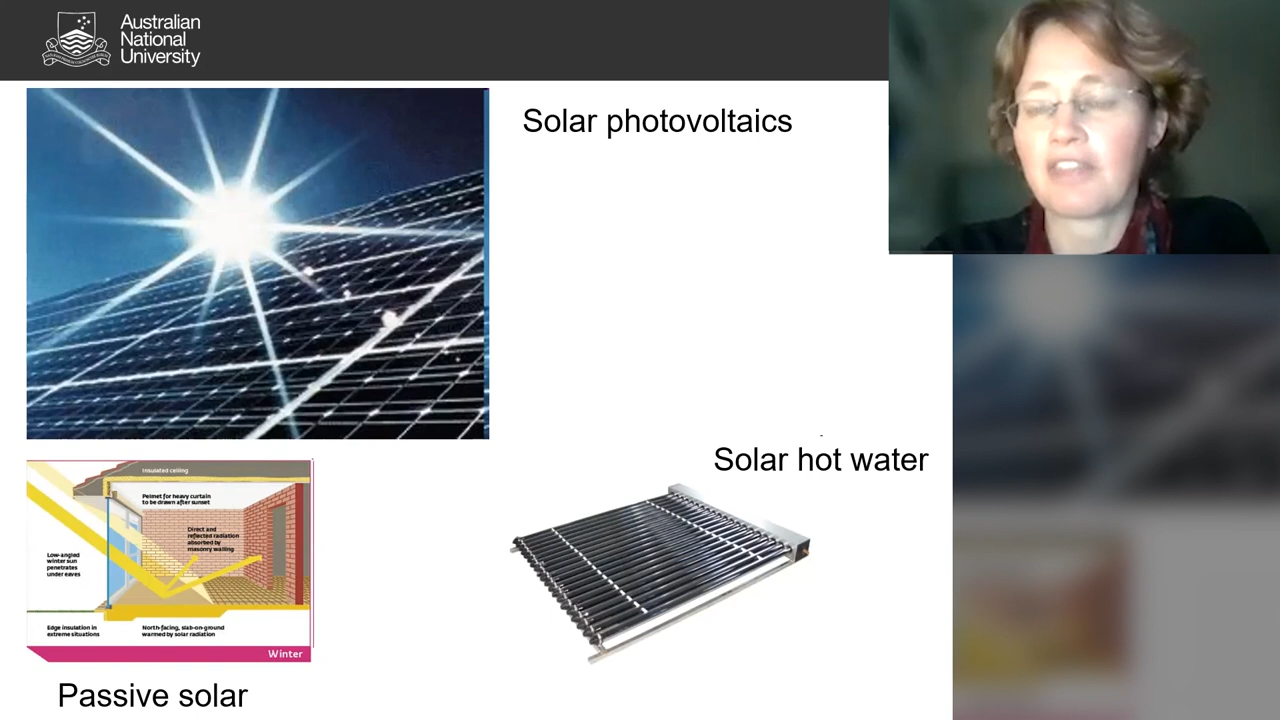 Australian
National
University
Solar photovoltaics
Solar hot water
Insulated ceiling
Pelmet for heavy curtain
to be drawn after sunset
Direct and
reflected radiation
absorbed by
masonry walling
Low-angled
winter sun
penetrates
under eaves
Edge insulation in
extreme situations
North-facing, slab-on-ground
warmed by solar radiation
Winter
Passive solar